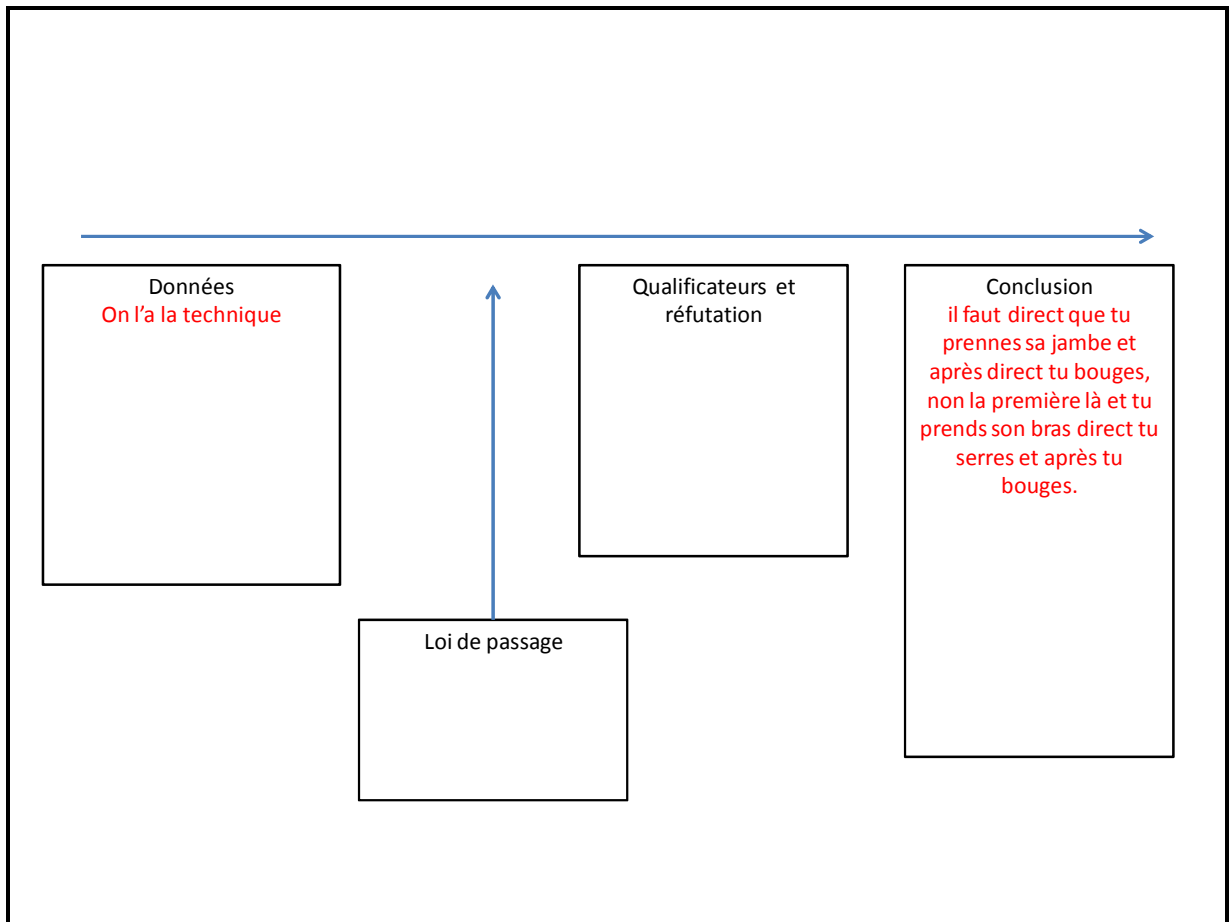 Données
On l'a la technique
Qualificateurs et
réfutation
Conclusion
il faut direct que tu
prennes sa jambe et
après direct tu bouges,
non la première là et tu
prends son bras direct tu
serres et après tu
bouges.
Loi de passage